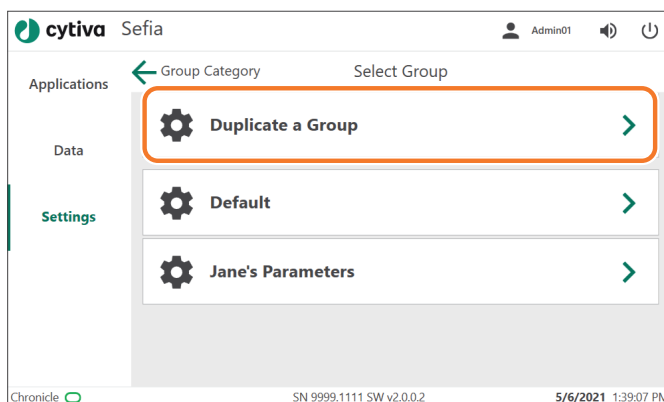 cytiva Sefia Admin01
Group Category Select Group
Applications
Duplicate a Group
Data
Default
Settings
Jane's Parameters
Chronicle SN 9999.1111 SW v2.0.0.2 5/6/2021 1:39:07 PM